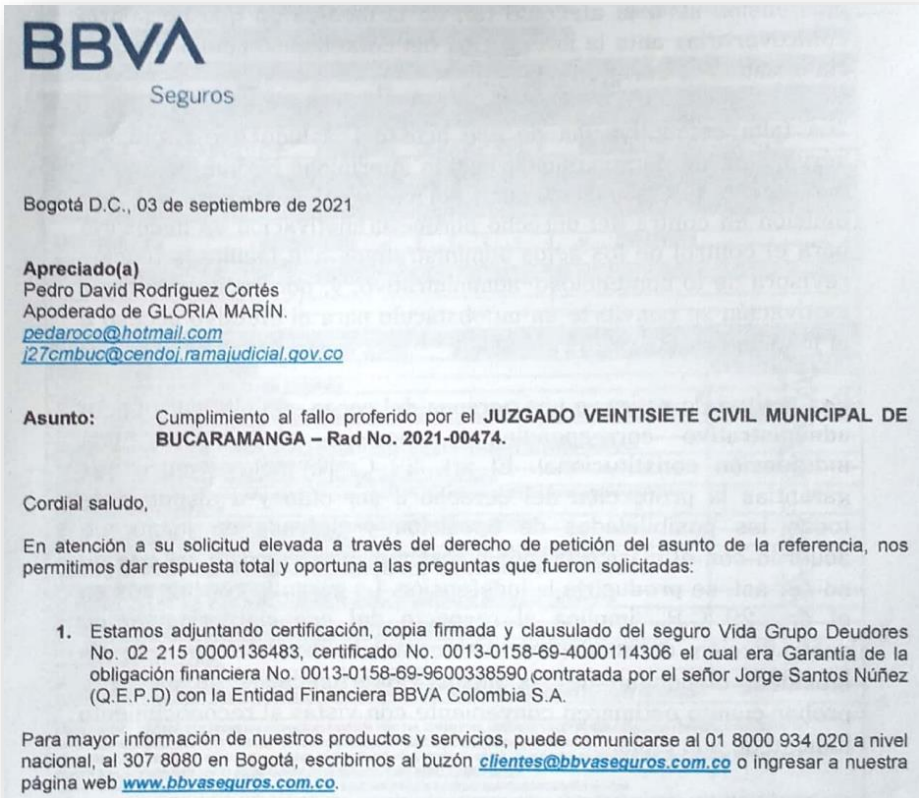 BBVA
Seguros
Bogotá D.C., 03 de septiembre de 2021
Apreciado(a)
Pedro David Rodríguez Cortés
Apoderado de GLORIA MARÍN.
pedaroco@hotmail.com
j27cmbuc@cendoj.ramajudicial.gov.co
Asunto: Cumplimiento al fallo proferido por el JUZGADO VEINTISIETE CIVIL MUNICIPAL DE
BUCARAMANGA – Rad No. 2021-00474.
Cordial saludo,
En atención a su solicitud elevada a través del derecho de petición del asunto de la referencia, nos
permitimos dar respuesta total y oportuna a las preguntas que fueron solicitadas:
1. Estamos adjuntando certificación, copia firmada y clausulado del seguro Vida Grupo Deudores
No. 02 215 0000136483, certificado No. 0013-0158-69-4000114306 el cual era Garantía de la
obligación financiera No. 0013-0158-69-9600338590 contratada por el señor Jorge Santos Núñez
(Q.E.P.D) con la Entidad Financiera BBVA Colombia S.A.
Para mayor información de nuestros productos y servicios, puede comunicarse al 01 8000 934 020 a nivel
nacional, al 307 8080 en Bogotá, escribirnos al buzón clientes@bbvaseguros.com.co o ingresar a nuestra
página web www.bbvaseguros.com.co.